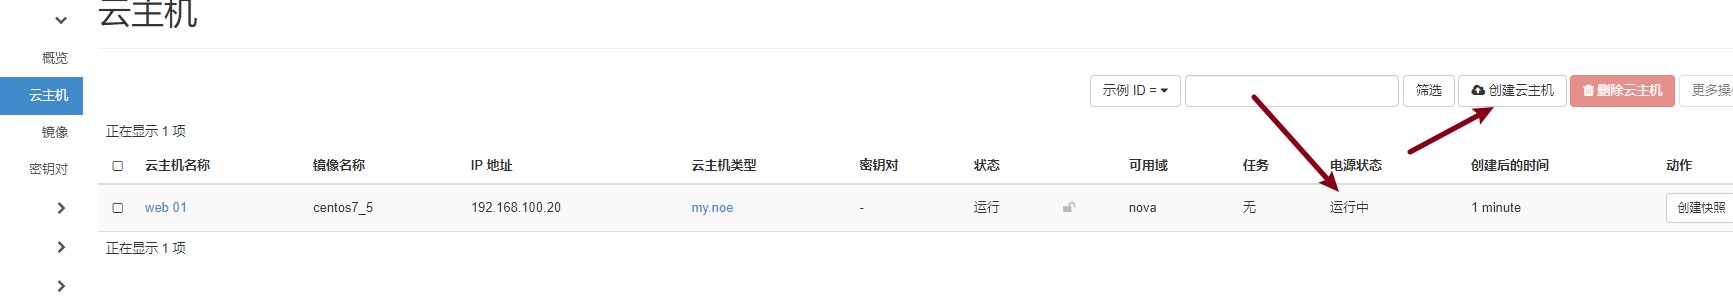 云主机
概览
云主机
镜像
密钥对
示例 ID = 筛选 创建云主机 删除云主机 更多操
正在显示 1 项
云主机名称 镜像名称 IP 地址 云主机类型 密钥对 状态 可用域 任务 电源状态 创建后的时间 动作
web 01 centos7_5 192.168.100.20 my.noe - 运行 nova 无 运行中 1 minute 创建快照
正在显示 1 项